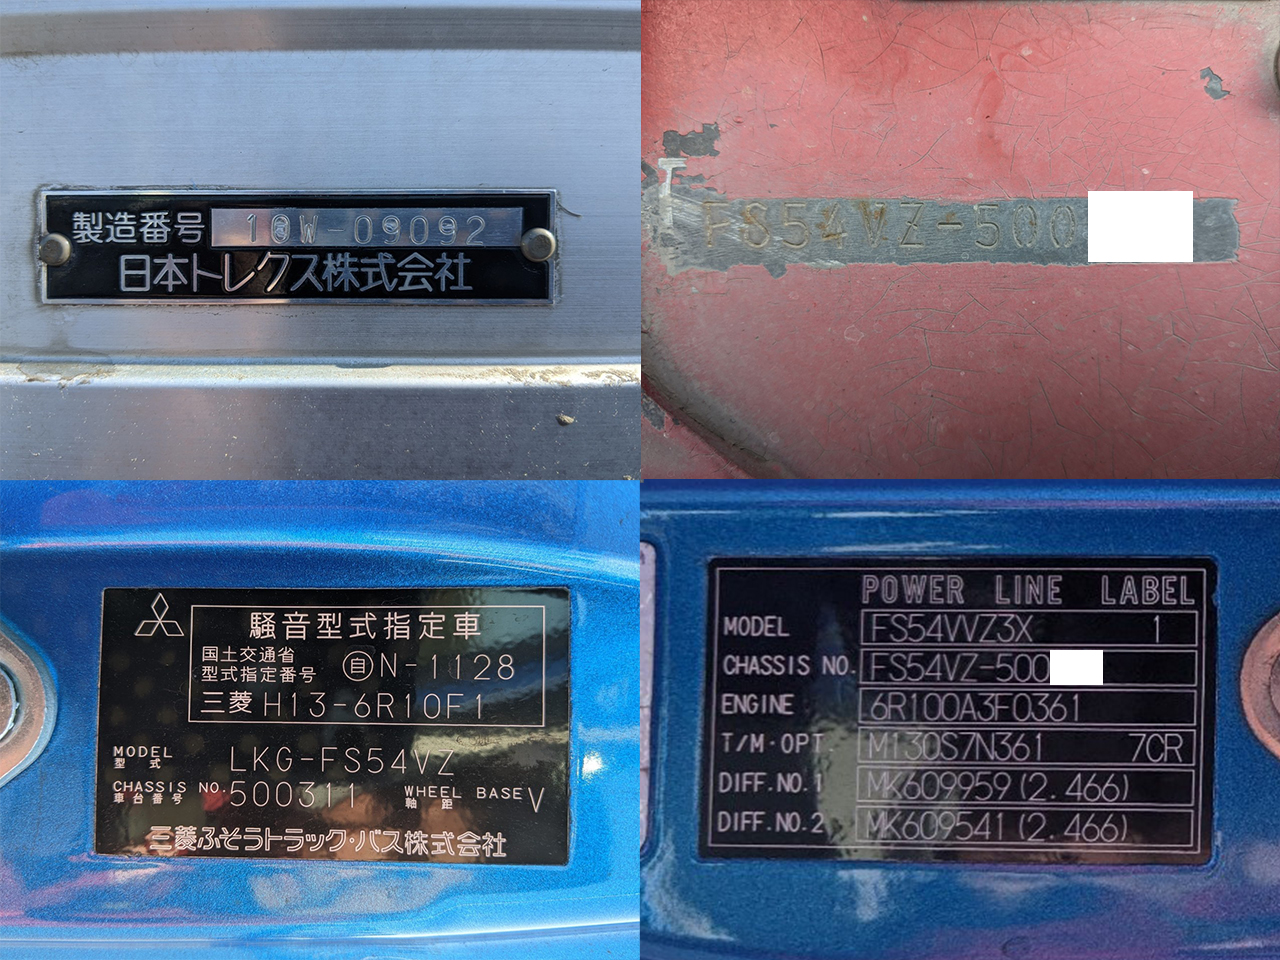 製造番号 10W-09092
日本トレクス株式会社
FS54VZ-500
騒音型式指定車
国土交通省
型式指定番号 自N-1128
三菱 H13-6R10F1
MODEL
型式 LKG-FS54VZ
CHASSIS NO.
車台番号 500311 WHEEL BASE
軸距 V
三菱ふそうトラック・バス株式会社
POWER LINE LABEL
MODEL FS54VVZ3X 1
CHASSIS NO. FS54VZ-500
ENGINE 6R100A3F0361
T/M·OPT. M130S7N361 7CR
DIFF.NO.1 MK609959(2.466)
DIFF.NO.2 MK609541(2.466)